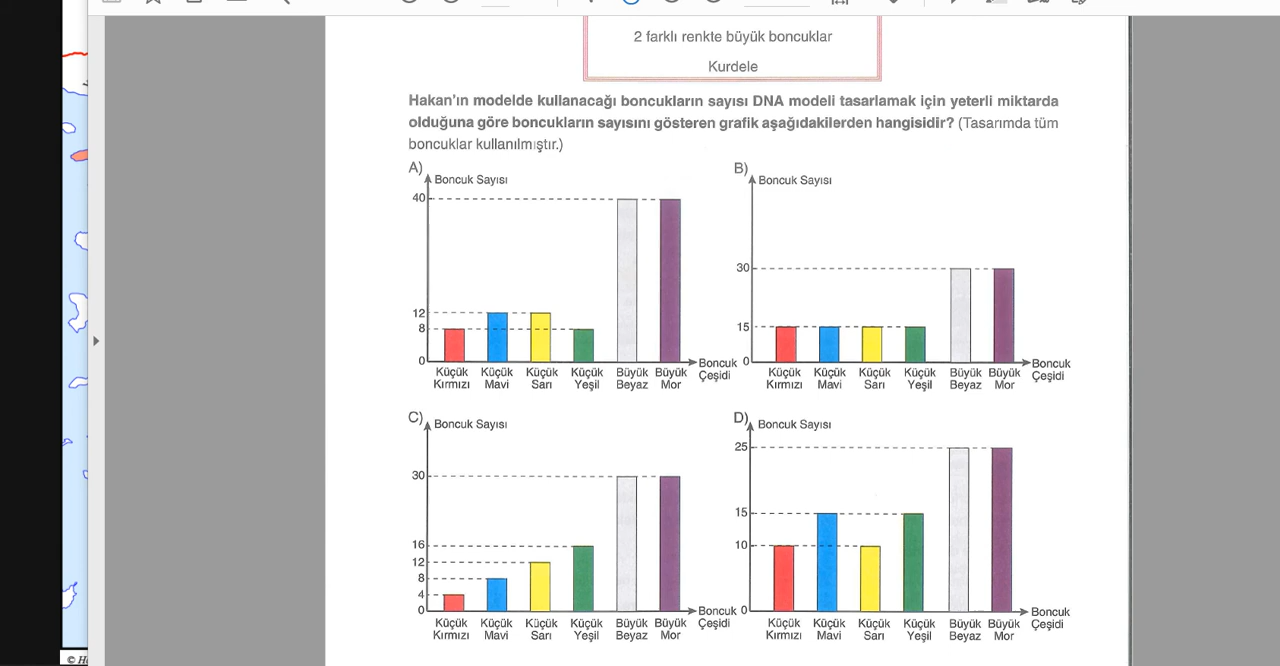 2 farklı renkte büyük boncuklar
Kurdele
Hakan'ın modelde kullanacağı boncukların sayısı DNA modeli tasarlamak için yeterli miktarda
olduğuna göre boncukların sayısını gösteren grafik aşağıdakilerden hangisidir? (Tasarımda tüm
boncuklar kullanılmıştır.)
A)
Boncuk Sayısı
40
12
8
0
Küçük Kırmızı
Küçük Mavi
Küçük Sarı
Küçük Yeşil
Büyük Beyaz
Büyük Mor
Boncuk Çeşidi
B)
Boncuk Sayısı
30
15
0
Küçük Kırmızı
Küçük Mavi
Küçük Sarı
Küçük Yeşil
Büyük Beyaz
Büyük Mor
Boncuk Çeşidi
C)
Boncuk Sayısı
30
16
12
8
4
0
Küçük Kırmızı
Küçük Mavi
Küçük Sarı
Küçük Yeşil
Büyük Beyaz
Büyük Mor
Boncuk Çeşidi
D)
Boncuk Sayısı
25
15
10
0
Küçük Kırmızı
Küçük Mavi
Küçük Sarı
Küçük Yeşil
Büyük Beyaz
Büyük Mor
Boncuk Çeşidi